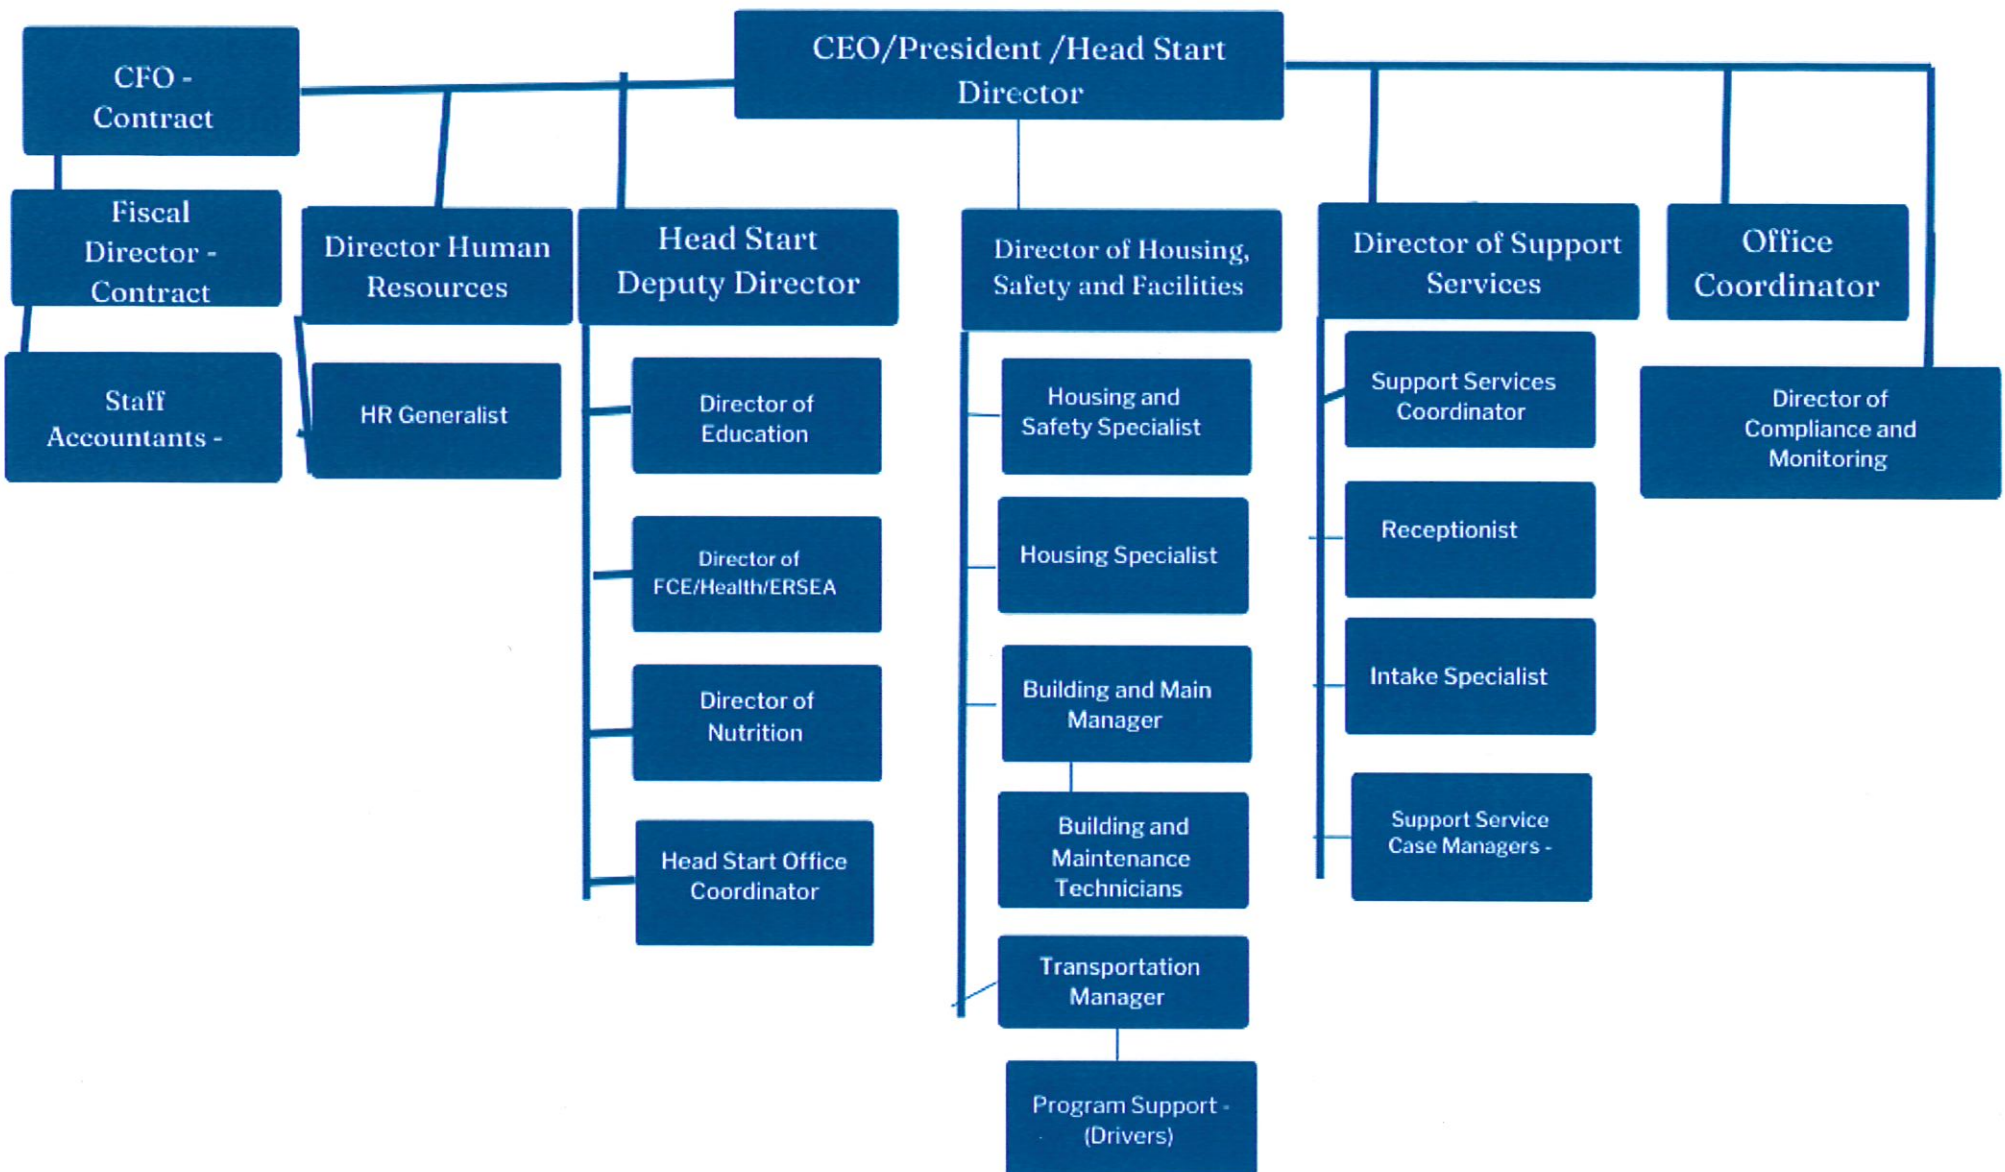 CEO/President /Head Start
Director
CFO -
Contract
Fiscal
Director -
Contract
Staff
Accountants -
Director Human
Resources
HR Generalist
Head Start
Deputy Director
Director of
Education
Director of
FCE/Health/ERSEA
Director of
Nutrition
Head Start Office
Coordinator
Director of Housing,
Safety and Facilities
Housing and
Safety Specialist
Housing Specialist
Building and Main
Manager
Building and
Maintenance
Technicians
Transportation
Manager
Program Support -
(Drivers)
Director of Support
Services
Support Services
Coordinator
Receptionist
Intake Specialist
Support Service
Case Managers -
Office
Coordinator
Director of
Compliance and
Monitoring